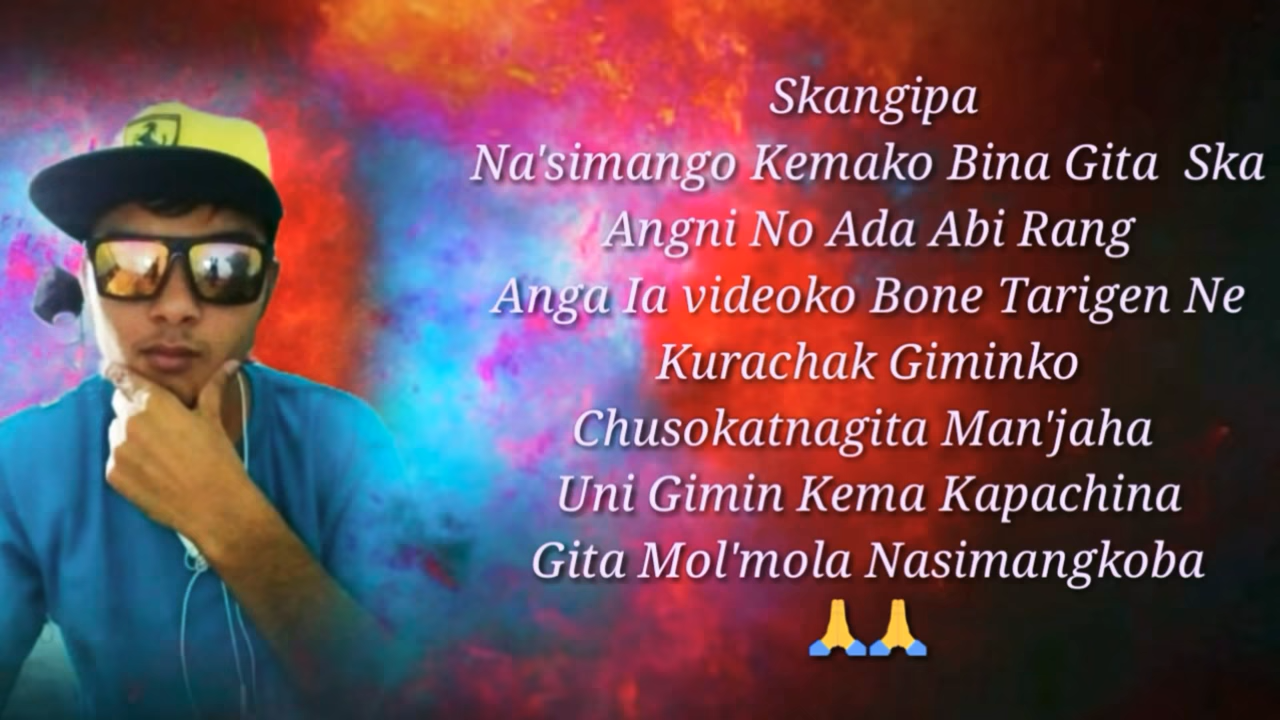 Skangipa
Na'simango Kemako Bina Gita Ska
Angni No Ada Abi Rang
Anga Ia videoko Bone Tarigen Ne
Kurachak Giminko
Chusokatnagita Man'jaha
Uni Gimin Kema Kapachina
Gita Mol'mola Nasimangkoba
🙏🙏